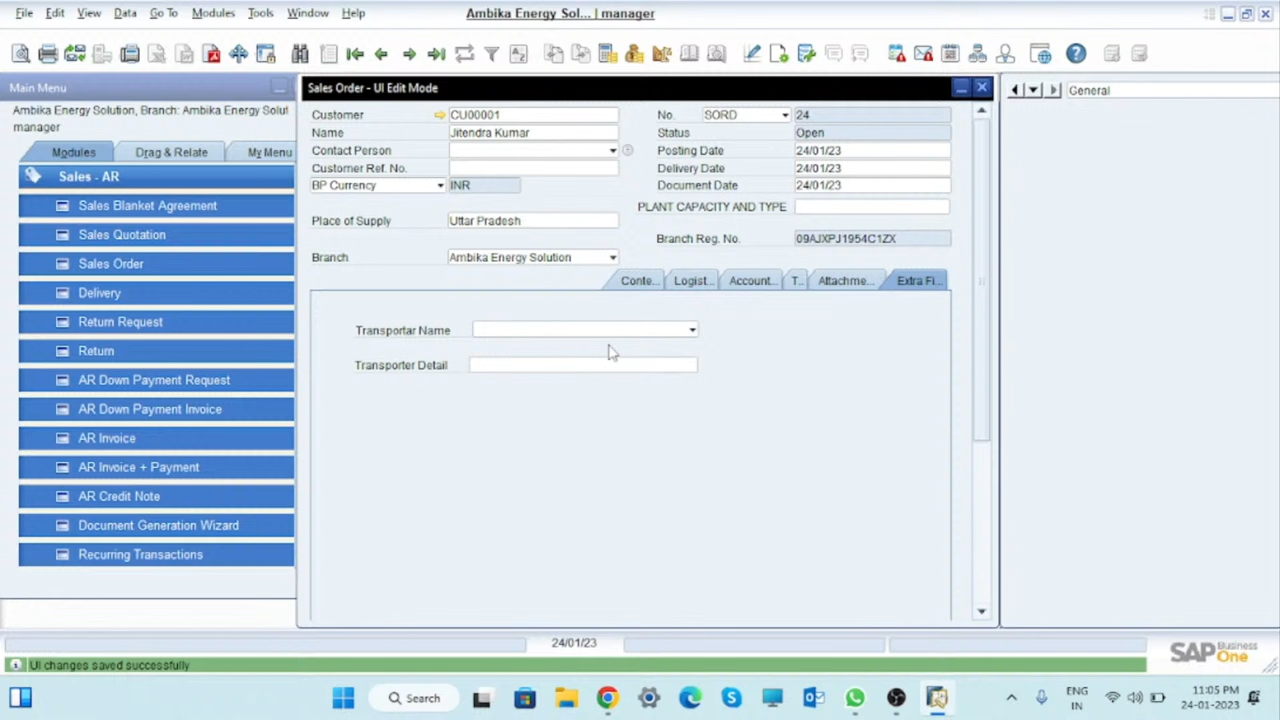 File Edit View Data Go To Modules Tools Window Help
Ambika Energy Sol... | manager
Main Menu
Ambika Energy Solution, Branch: Ambika Energy Solut
manager
Modules Drag & Relate My Menu
Sales - AR
Sales Blanket Agreement
Sales Quotation
Sales Order
Delivery
Return Request
Return
AR Down Payment Request
AR Down Payment Invoice
AR Invoice
AR Invoice + Payment
AR Credit Note
Document Generation Wizard
Recurring Transactions
Sales Order - UI Edit Mode
Customer CU00001
Name Jitendra Kumar
Contact Person
Customer Ref. No.
BP Currency INR
Place of Supply Uttar Pradesh
Branch Ambika Energy Solution
No. SORD 24
Status Open
Posting Date 24/01/23
Delivery Date 24/01/23
Document Date 24/01/23
PLANT CAPACITY AND TYPE
Branch Reg. No. 09AJXPJ1954C1ZX
Conte... Logist... Account... T... Attachme... Extra Fi...
Transportar Name
Transporter Detail
General
24/01/23
SAP Business One
UI changes saved successfully
Search
ENG
IN
11:05 PM
24-01-2023